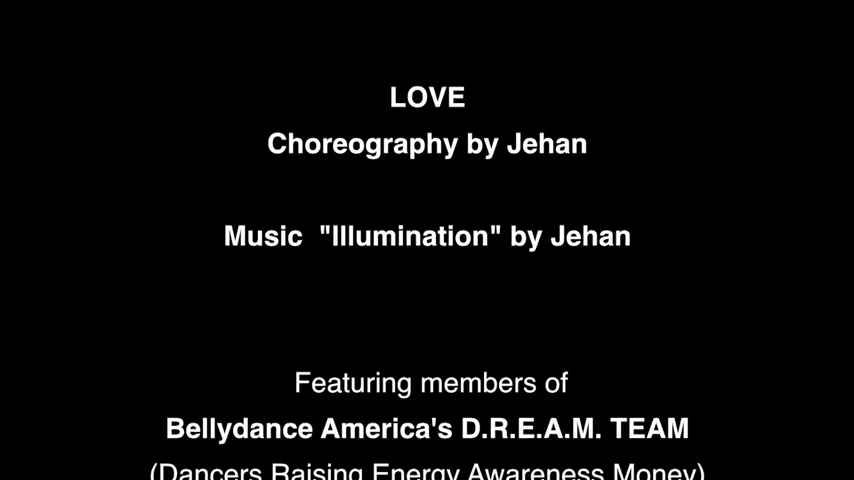 LOVE
Choreography by Jehan
Music "Illumination" by Jehan
Featuring members of
Bellydance America's D.R.E.A.M. TEAM
(Dancers Raising Energy Awareness Money)